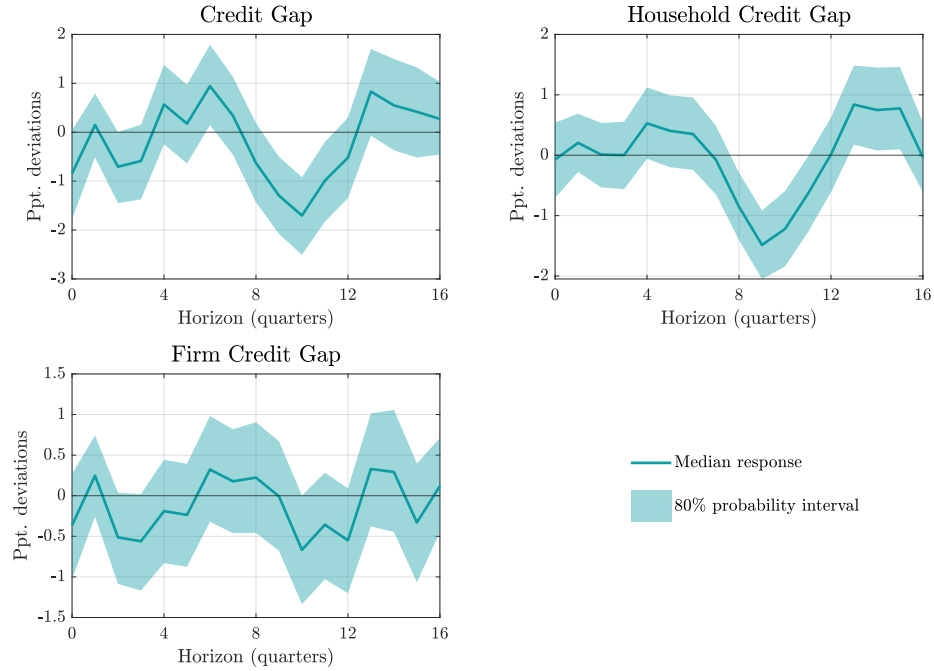 Credit Gap
2
1
0
-1
-2
-3
Ppt. deviations
0 4 8 12 16
Horizon (quarters)
Household Credit Gap
2
1
0
-1
-2
Ppt. deviations
0 4 8 12 16
Horizon (quarters)
Firm Credit Gap
1.5
1
0.5
0
-0.5
-1
-1.5
Ppt. deviations
0 4 8 12 16
Horizon (quarters)
Median response
80% probability interval